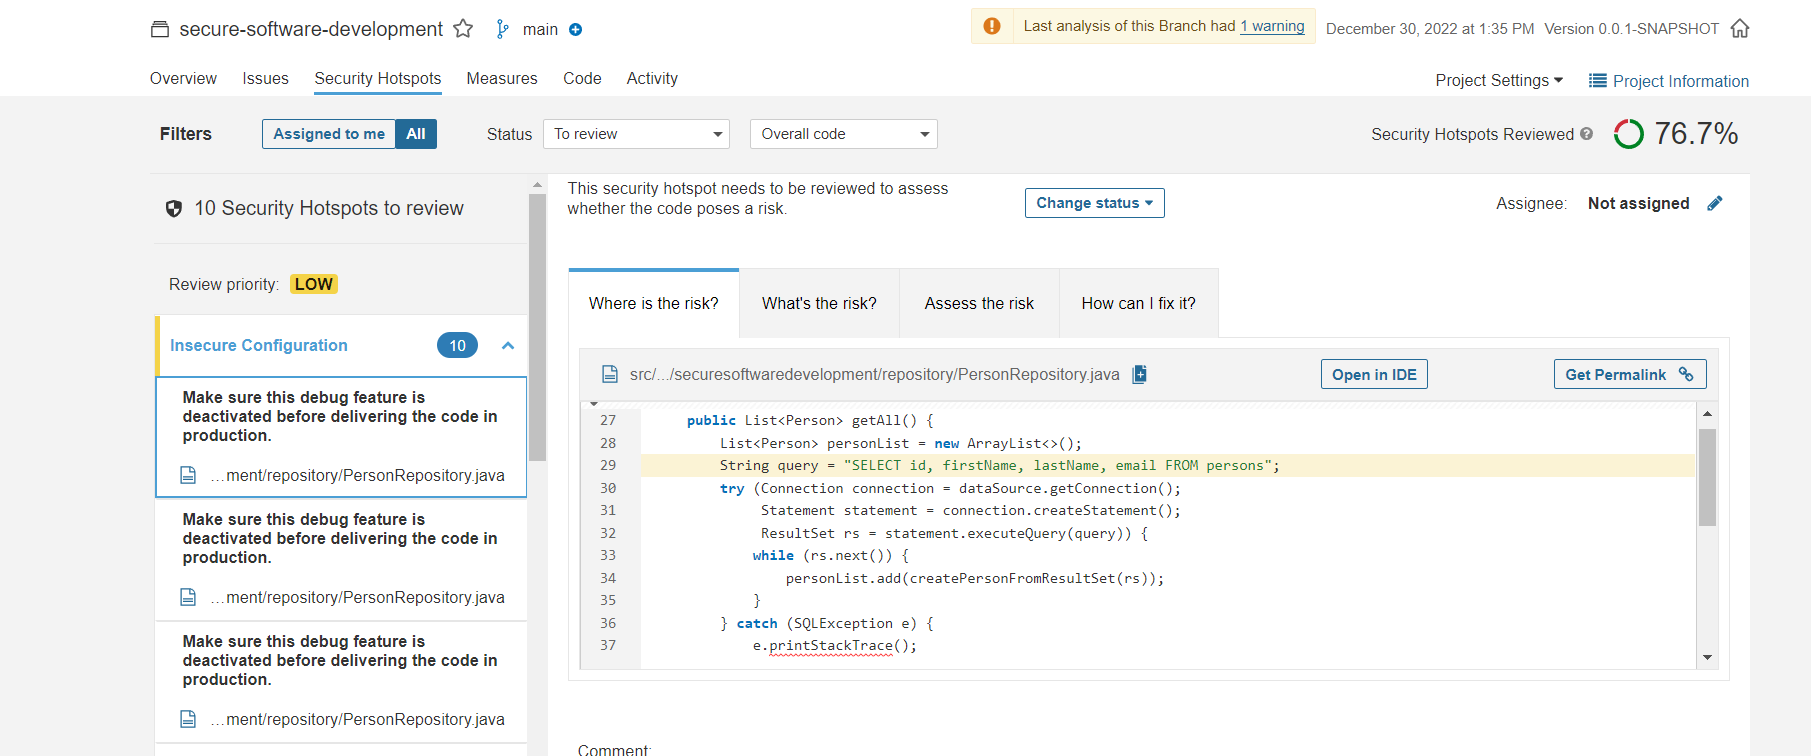 secure-software-development main
Last analysis of this Branch had 1 warning December 30, 2022 at 1:35 PM Version 0.0.1-SNAPSHOT
Overview Issues Security Hotspots Measures Code Activity
Project Settings Project Information
Filters Assigned to me All Status To review Overall code Security Hotspots Reviewed ? 76.7%
10 Security Hotspots to review
Review priority: LOW
Insecure Configuration 10
Make sure this debug feature is
deactivated before delivering the code in
production.
...ment/repository/PersonRepository.java
Make sure this debug feature is
deactivated before delivering the code in
production.
...ment/repository/PersonRepository.java
Make sure this debug feature is
deactivated before delivering the code in
production.
...ment/repository/PersonRepository.java
This security hotspot needs to be reviewed to assess
whether the code poses a risk.
Change status
Assignee: Not assigned
Where is the risk? What's the risk? Assess the risk How can I fix it?
src/.../securesoftwaredevelopment/repository/PersonRepository.java Open in IDE Get Permalink
27 public List<Person> getAll() {
28 List<Person> personList = new ArrayList<>();
29 String query = "SELECT id, firstName, lastName, email FROM persons";
30 try (Connection connection = dataSource.getConnection();
31 Statement statement = connection.createStatement();
32 ResultSet rs = statement.executeQuery(query)) {
33 while (rs.next()) {
34 personList.add(createPersonFromResultSet(rs));
35 }
36 } catch (SQLException e) {
37 e.printStackTrace();
Comment: